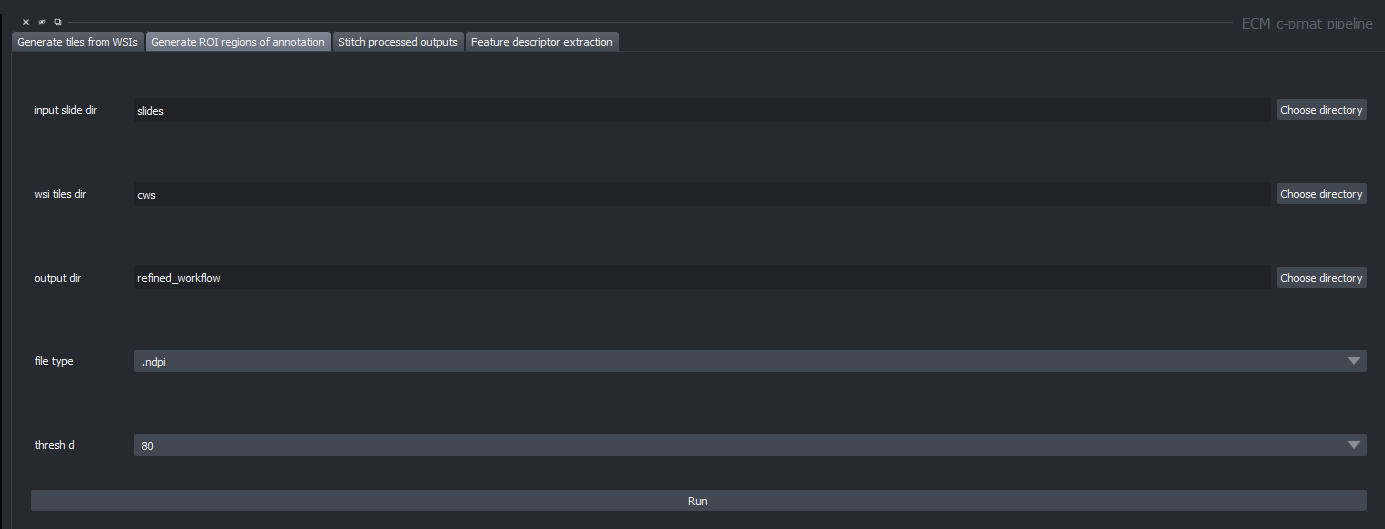 ECM c-pmat pipeline
Generate tiles from WSIs Generate ROI regions of annotation Stitch processed outputs Feature descriptor extraction
input slide dir slides Choose directory
wsi tiles dir cws Choose directory
output dir refined_workflow Choose directory
file type .ndpi
thresh d 80
Run